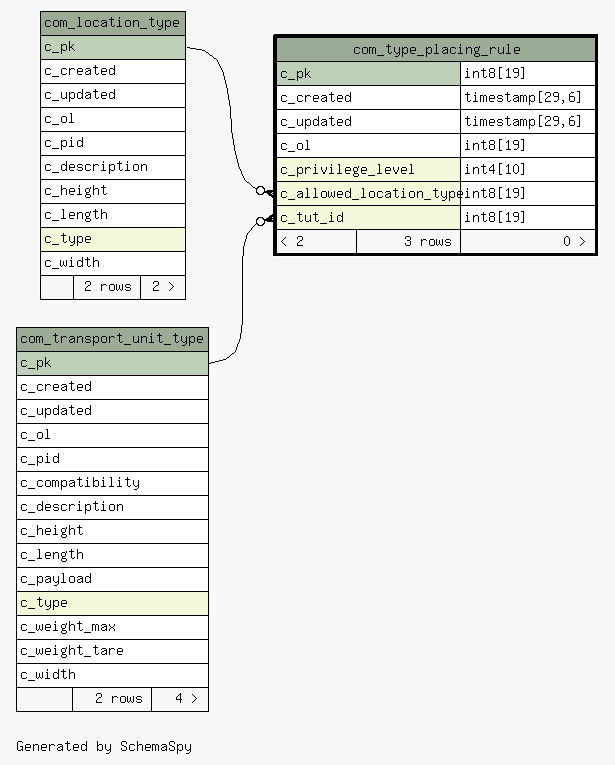 com_location_type
c_pk
c_created
c_updated
c_ol
c_pid
c_description
c_height
c_length
c_type
c_width
2 rows 2 >
com_type_placing_rule
c_pk int8[19]
c_created timestamp[29,6]
c_updated timestamp[29,6]
c_ol int8[19]
c_privilege_level int4[10]
c_allowed_location_type int8[19]
c_tut_id int8[19]
< 2 3 rows 0 >
com_transport_unit_type
c_pk
c_created
c_updated
c_ol
c_pid
c_compatibility
c_description
c_height
c_length
c_payload
c_type
c_weight_max
c_weight_tare
c_width
2 rows 4 >
Generated by SchemaSpy